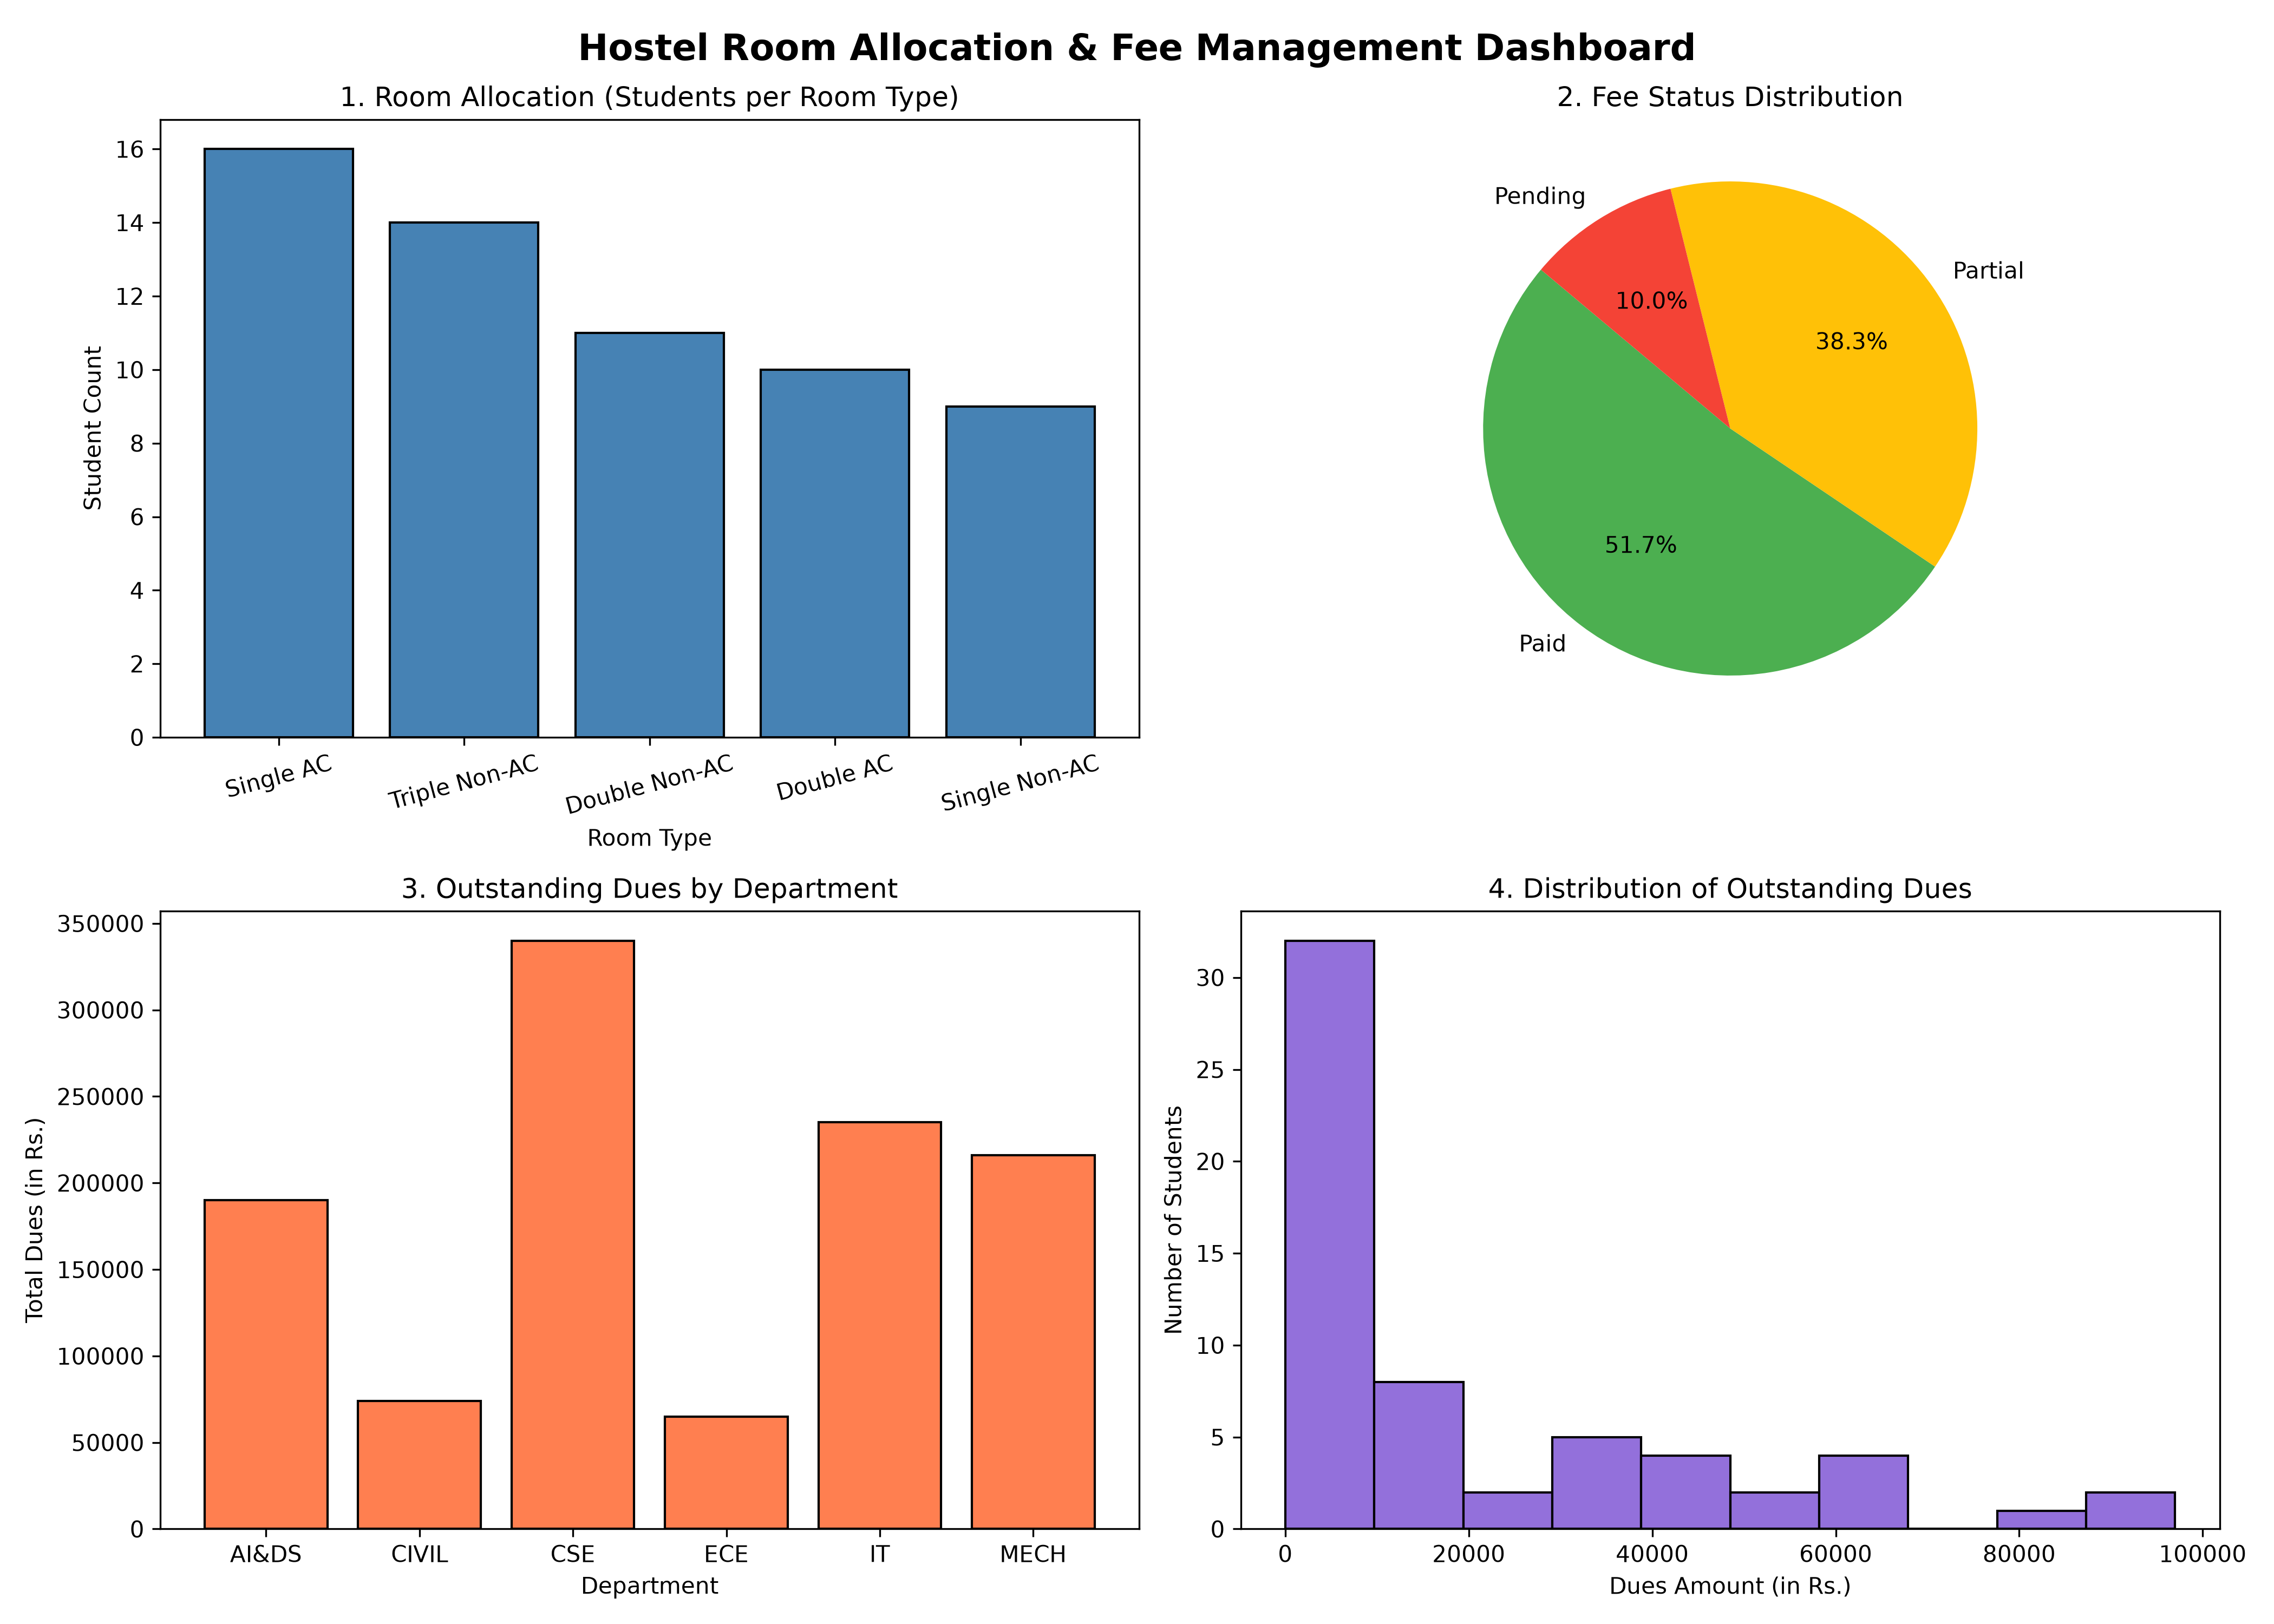 Hostel Room Allocation & Fee Management Dashboard
1. Room Allocation (Students per Room Type)
16
14
12
10
8
6
4
2
0
Student Count
Single AC
Triple Non-AC
Double Non-AC
Double AC
Single Non-AC
Room Type
2. Fee Status Distribution
Pending
Partial
10.0%
38.3%
51.7%
Paid
3. Outstanding Dues by Department
350000
300000
250000
200000
150000
100000
50000
0
Total Dues (in Rs.)
AI&DS
CIVIL
CSE
ECE
IT
MECH
Department
4. Distribution of Outstanding Dues
30
25
20
15
10
5
0
Number of Students
0
20000
40000
60000
80000
100000
Dues Amount (in Rs.)